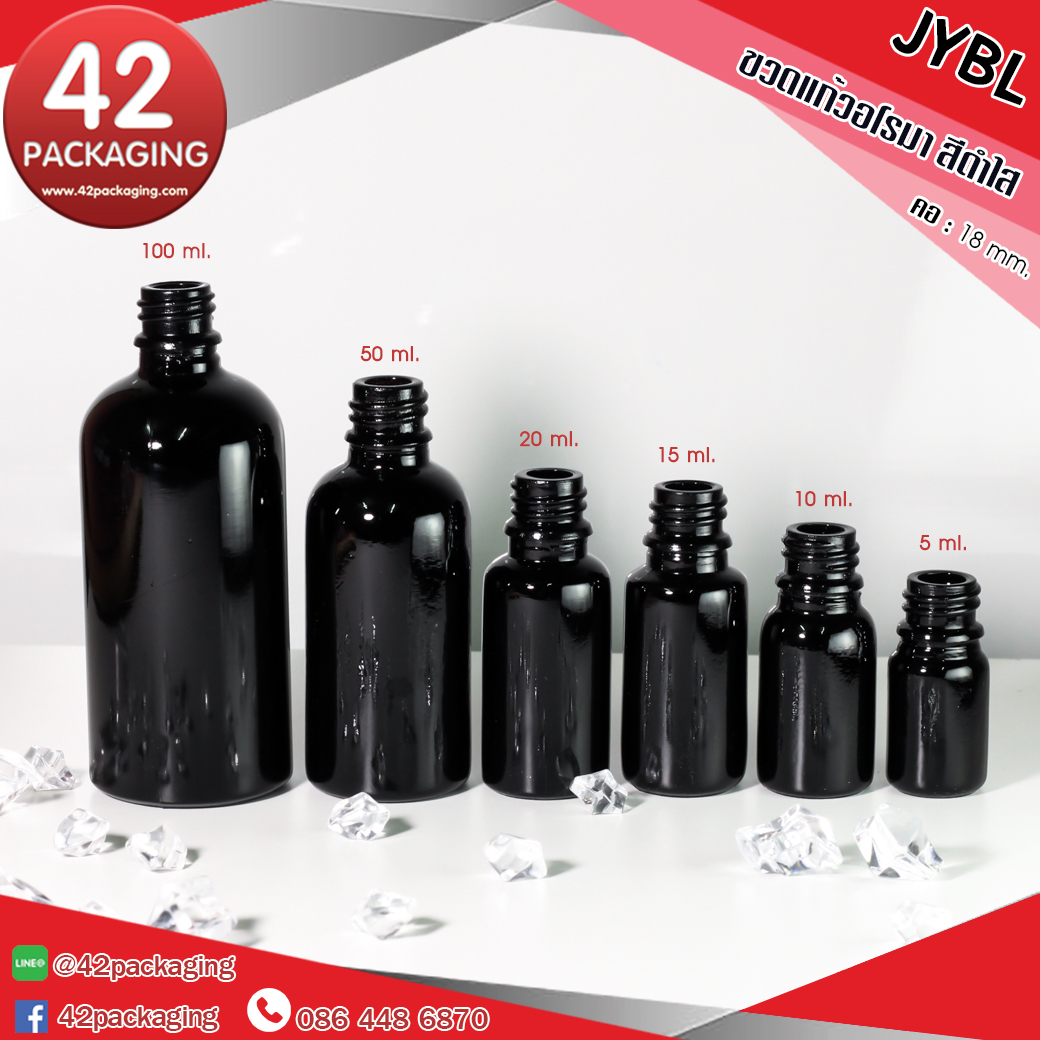 42
PACKAGING
www.42packaging.com
JYBL
ขวดแก้วอโรมา สีดำใส
คอ : 18 mm.
100 ml.
50 ml.
20 ml.
15 ml.
10 ml.
5 ml.
LINE@ @42packaging
f 42packaging 086 448 6870